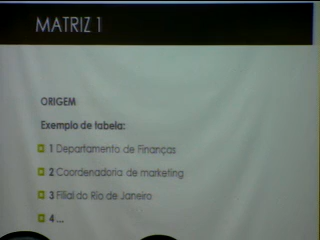 MATRIZ 1
ORIGEM
Exemplo de tabela:
1 Departamento de Finanças
2 Coordenadoria de marketing
3 Filial do Rio de Janeiro
4 ...